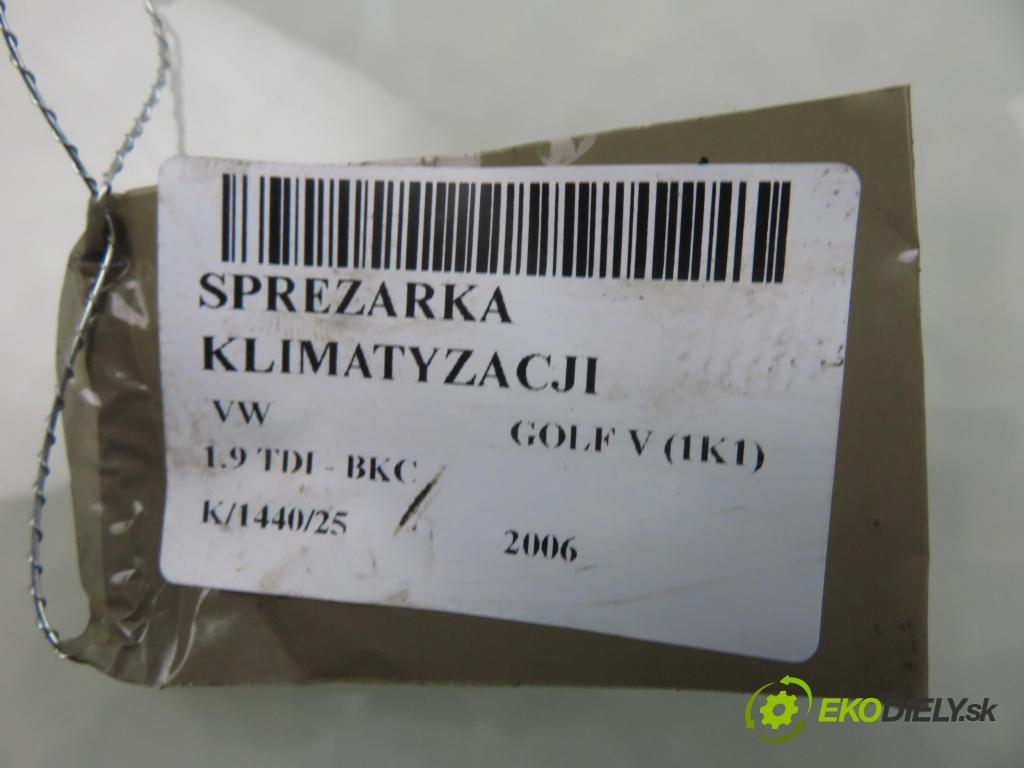 SPREZARKA
KLIMATYZACJI
VW GOLF V (1K1)
1.9 TDI - BKC
K/1440/25 2006
EKODIELY.sk